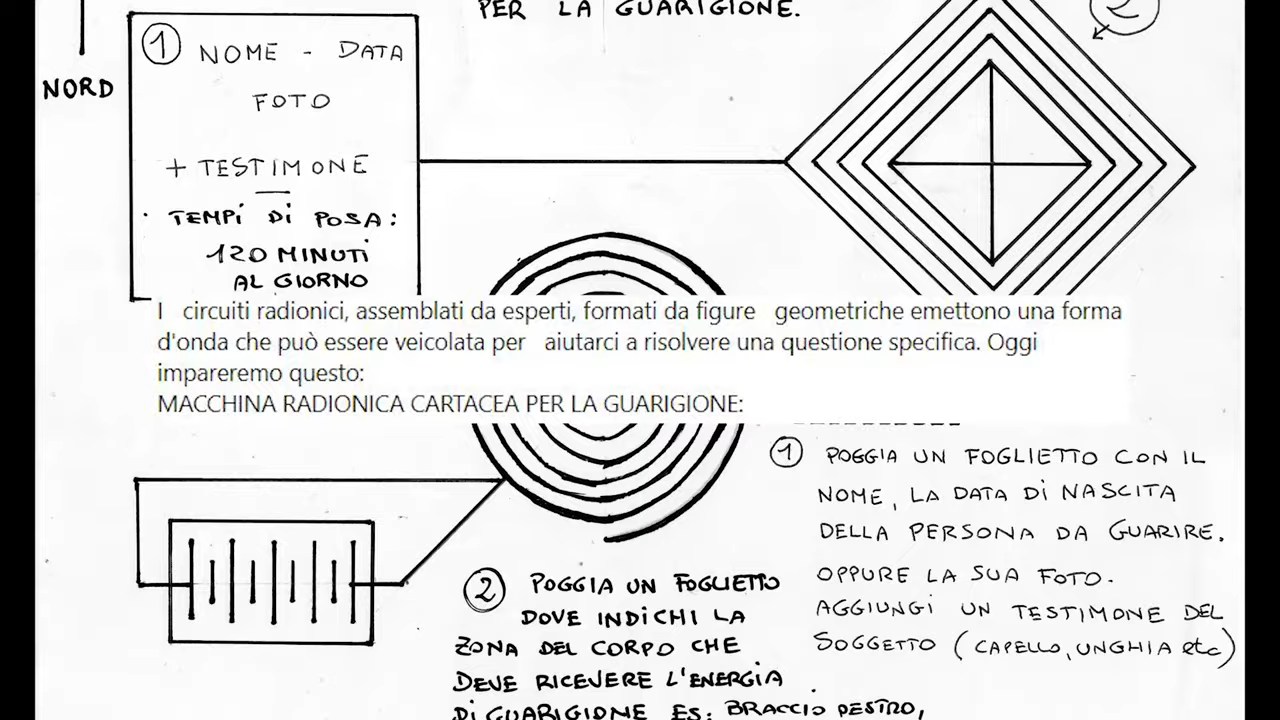 PER LA GUARIGIONE.
2
1 NOME - DATA
NORD
FOTO
+ TESTIMONE
TEMPI DI POSA:
120 MINUTI
AL GIORNO
I circuiti radionici, assemblati da esperti, formati da figure geometriche emettono una forma
d'onda che può essere veicolata per aiutarci a risolvere una questione specifica. Oggi
impareremo questo:
MACCHINA RADIONICA CARTACEA PER LA GUARIGIONE:
1 POGGIA UN FOGLIETTO CON IL
NOME, LA DATA DI NASCITA
DELLA PERSONA DA GUARIRE.
OPPURE LA SUA FOTO.
AGGIUNGI UN TESTIMONE DEL
SOGGETTO (CAPELLO, UNGHIA etc)
2 POGGIA UN FOGLIETTO
DOVE INDICHI LA
ZONA DEL CORPO CHE
DEVE RICEVERE L'ENERGIA
DI GUARIGIONE ES: BRACCIO DESTRO,